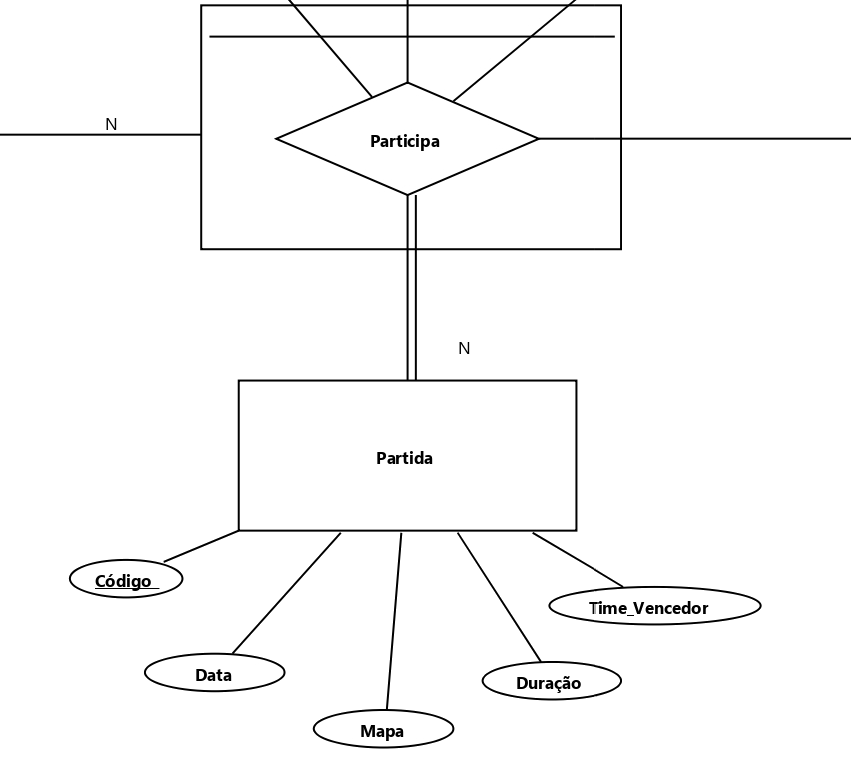 N
Participa
N
Partida
Código
Time_Vencedor
Data
Duração
Mapa